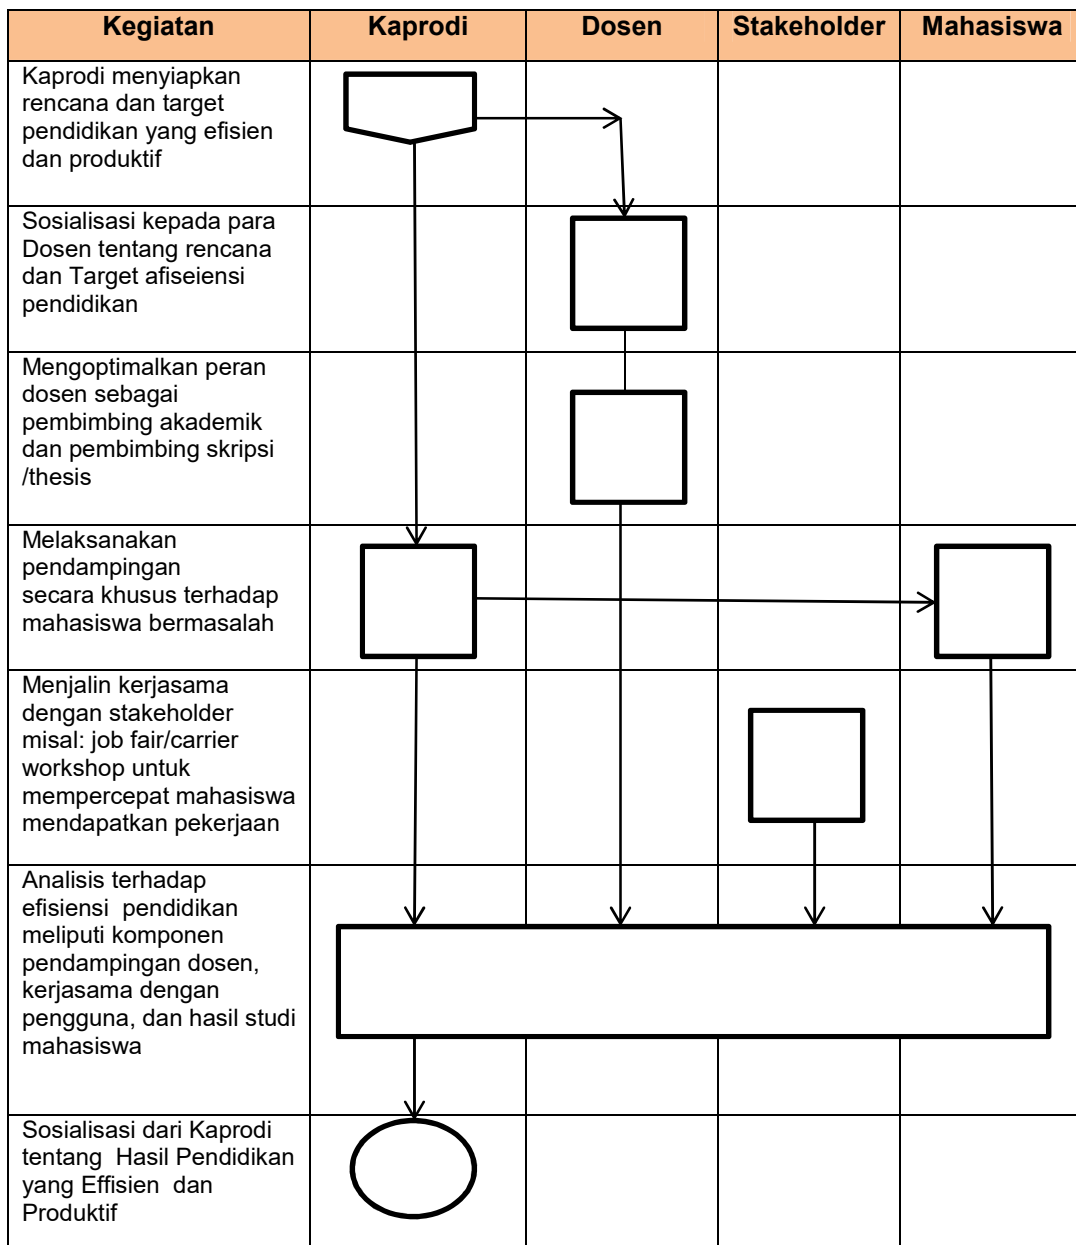 Kegiatan Kaprodi Dosen Stakeholder Mahasiswa
Kaprodi menyiapkan
rencana dan target
pendidikan yang efisien
dan produktif
Sosialisasi kepada para
Dosen tentang rencana
dan Target afiseiensi
pendidikan
Mengoptimalkan peran
dosen sebagai
pembimbing akademik
dan pembimbing skripsi
/thesis
Melaksanakan
pendampingan
secara khusus terhadap
mahasiswa bermasalah
Menjalin kerjasama
dengan stakeholder
misal: job fair/carrier
workshop untuk
mempercepat mahasiswa
mendapatkan pekerjaan
Analisis terhadap
efisiensi  pendidikan
meliputi komponen
pendampingan dosen,
kerjasama dengan
pengguna, dan hasil studi
mahasiswa
Sosialisasi dari Kaprodi
tentang  Hasil Pendidikan
yang Effisien  dan
Produktif